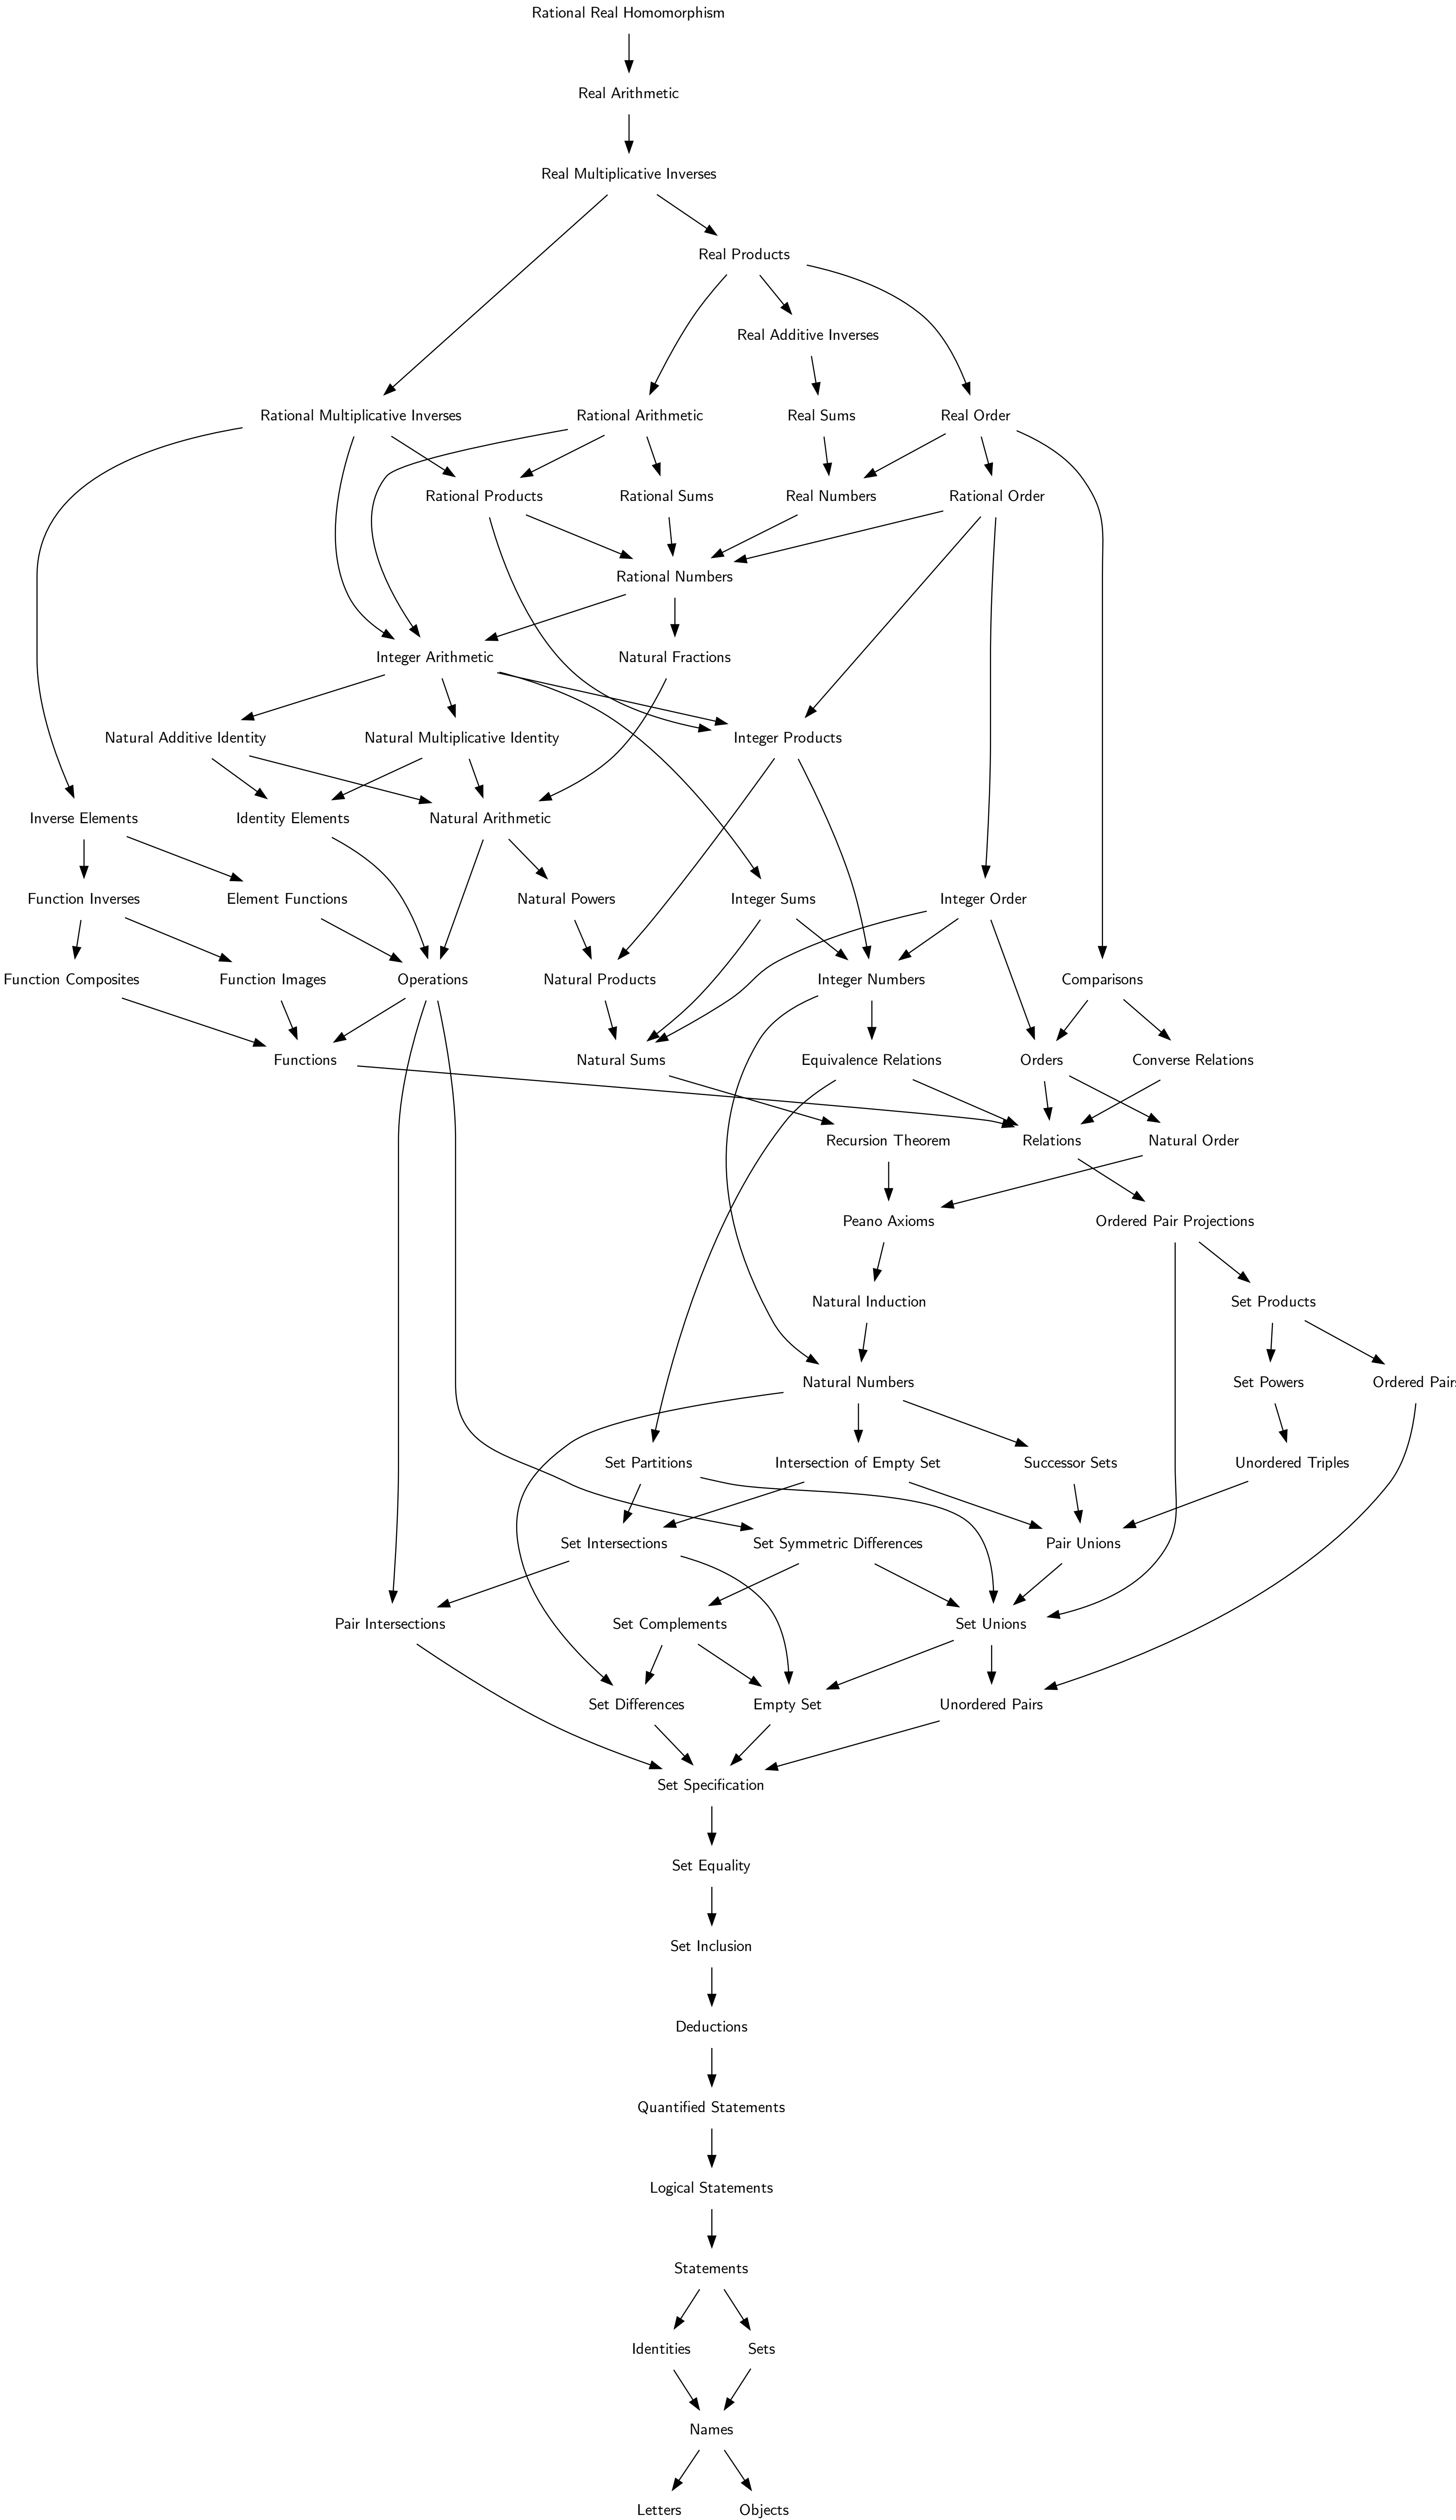 Rational Real Homomorphism
Real Arithmetic
Real Multiplicative Inverses
Real Products
Real Additive Inverses
Rational Multiplicative Inverses
Rational Arithmetic
Real Sums
Real Order
Rational Products
Rational Sums
Real Numbers
Rational Order
Rational Numbers
Integer Arithmetic
Natural Fractions
Natural Additive Identity
Natural Multiplicative Identity
Integer Products
Inverse Elements
Identity Elements
Natural Arithmetic
Function Inverses
Element Functions
Natural Powers
Integer Sums
Integer Order
Function Composites
Function Images
Operations
Natural Products
Integer Numbers
Comparisons
Functions
Natural Sums
Equivalence Relations
Orders
Converse Relations
Recursion Theorem
Relations
Natural Order
Peano Axioms
Ordered Pair Projections
Natural Induction
Set Products
Natural Numbers
Set Powers
Ordered Pairs
Set Partitions
Intersection of Empty Set
Successor Sets
Unordered Triples
Set Intersections
Set Symmetric Differences
Pair Unions
Pair Intersections
Set Complements
Set Unions
Set Differences
Empty Set
Unordered Pairs
Set Specification
Set Equality
Set Inclusion
Deductions
Quantified Statements
Logical Statements
Statements
Identities
Sets
Names
Letters
Objects